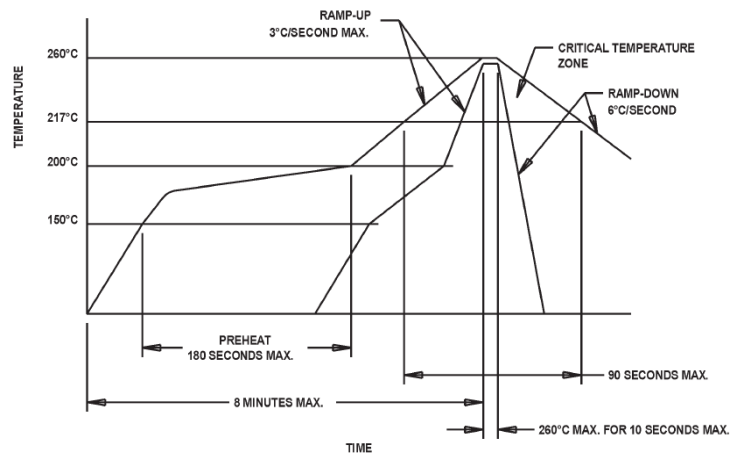 RAMP-UP
3°C/SECOND MAX.
260°C
CRITICAL TEMPERATURE
ZONE
RAMP-DOWN
6°C/SECOND
TEMPERATURE
217°C
200°C
150°C
PREHEAT
180 SECONDS MAX.
90 SECONDS MAX.
8 MINUTES MAX.
260°C MAX. FOR 10 SECONDS MAX.
TIME